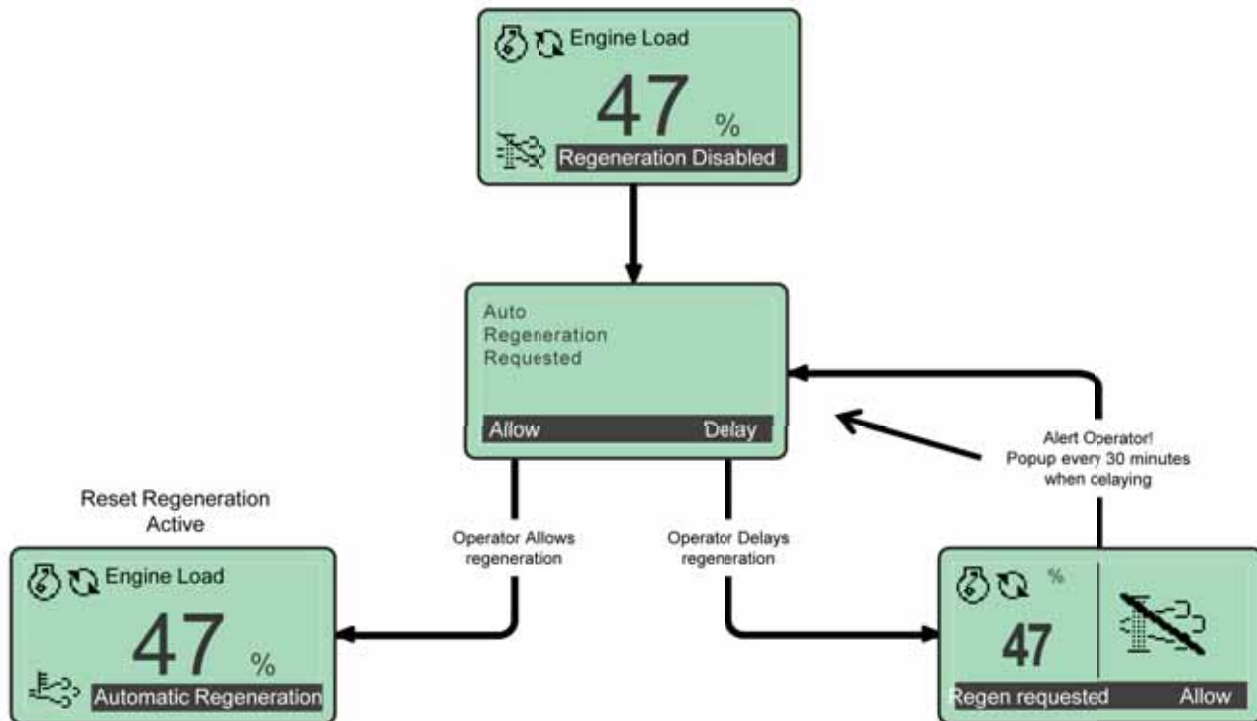 Engine Load
47
%
Regeneration Disabled
Auto
Regeneration
Requested
Allow Delay
Alert Operator!
Popup every 30 minutes
when celaying
Reset Regeneration
Active
Operator Allows
regeneration
Operator Delays
regeneration
Engine Load
47
%
Automatic Regeneration
%
47
Regen requested Allow